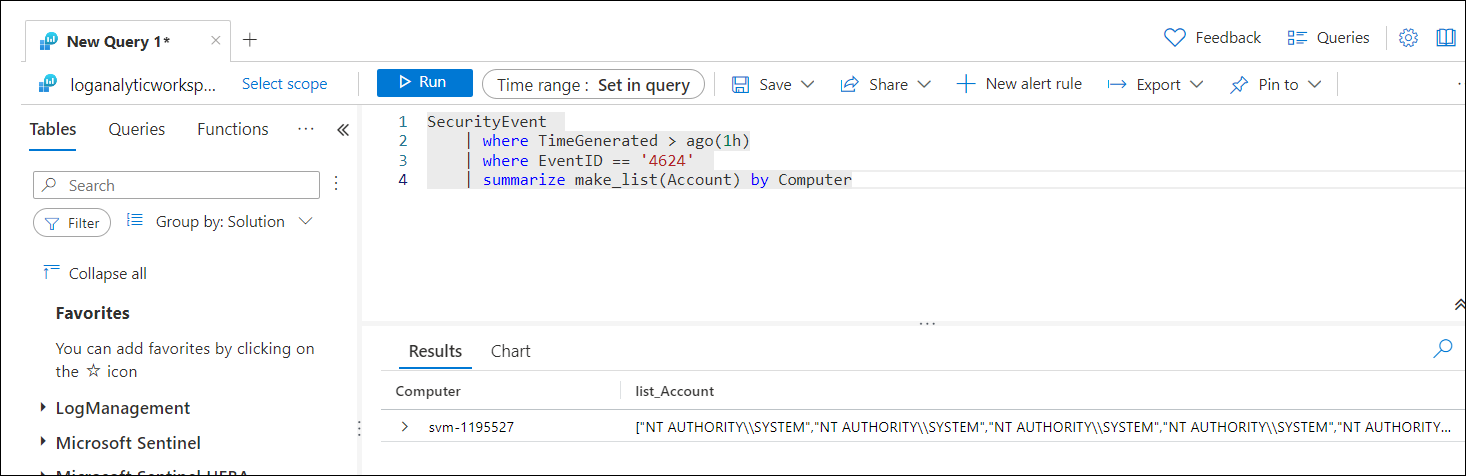 New Query 1*
Feedback
Queries
loganalyticworksp...
Select scope
Run
Time range : Set in query
Save
Share
New alert rule
Export
Pin to
Tables
Queries
Functions
Search
Filter
Group by: Solution
Collapse all
Favorites
You can add favorites by clicking on
the ☆ icon
LogManagement
Microsoft Sentinel
Microsoft Sentinel UEBA
1 SecurityEvent
2 | where TimeGenerated > ago(1h)
3 | where EventID == '4624'
4 | summarize make_list(Account) by Computer
Results
Chart
Computer
list_Account
svm-1195527
["NT AUTHORITY\\SYSTEM","NT AUTHORITY\\SYSTEM","NT AUTHORITY\\SYSTEM","NT AUTHORITY\\SYSTEM","NT AUTHORITY...